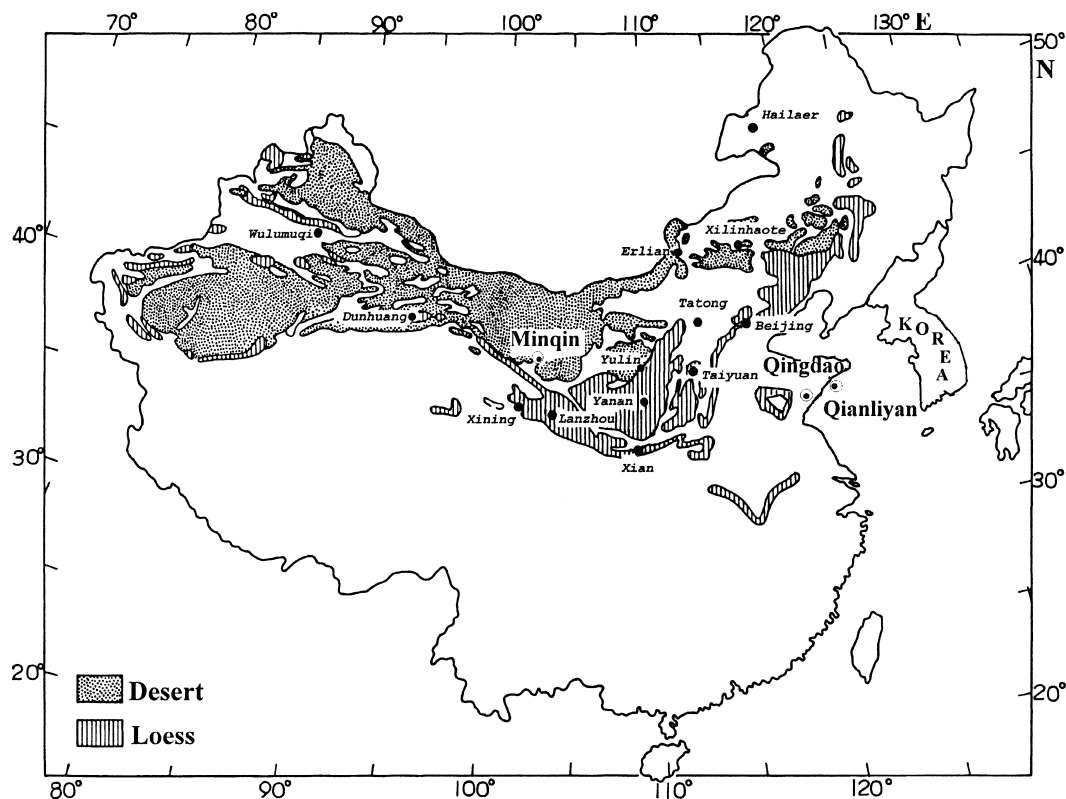 70° 80° 90° 100° 110° 120° 130° E
50°
N
Hailaer
40°
Wulumuqi
Xilinhaote
Erlian
40°
Dunhuang
Tatong
Beijing
KOREA
Minqin
Yulin
Taiyuan
Qingdao
Yanan
Qianliyan
Xining
Lanzhou
30°
Xian
30°
20°
Desert
20°
Loess
80° 90° 100° 110° 120°